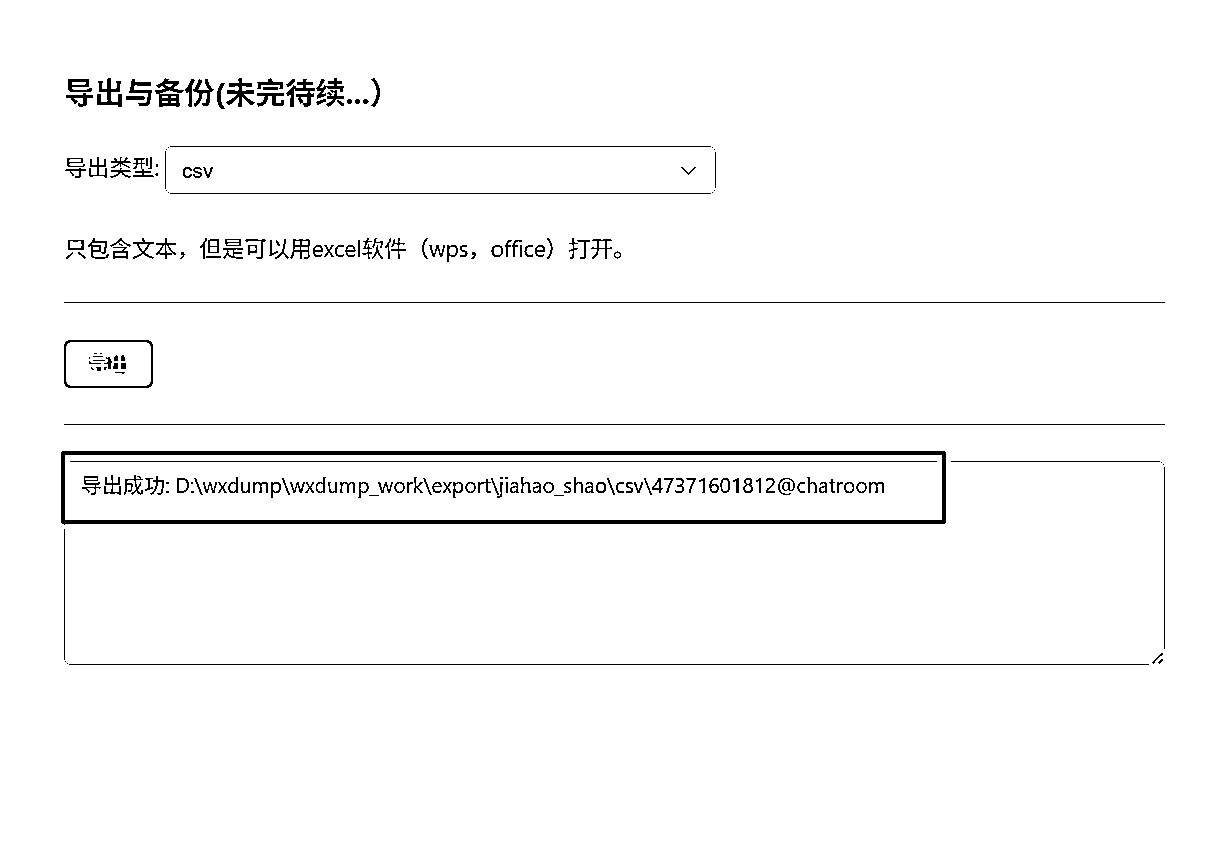 导出与备份(未完待续...）
导出类型: csv
只包含文本，但是可以用excel软件（wps，office）打开。
导出成功: D:\wxdump\wxdump_work\export\jiahao_shao\csv\47371601812@chatroom